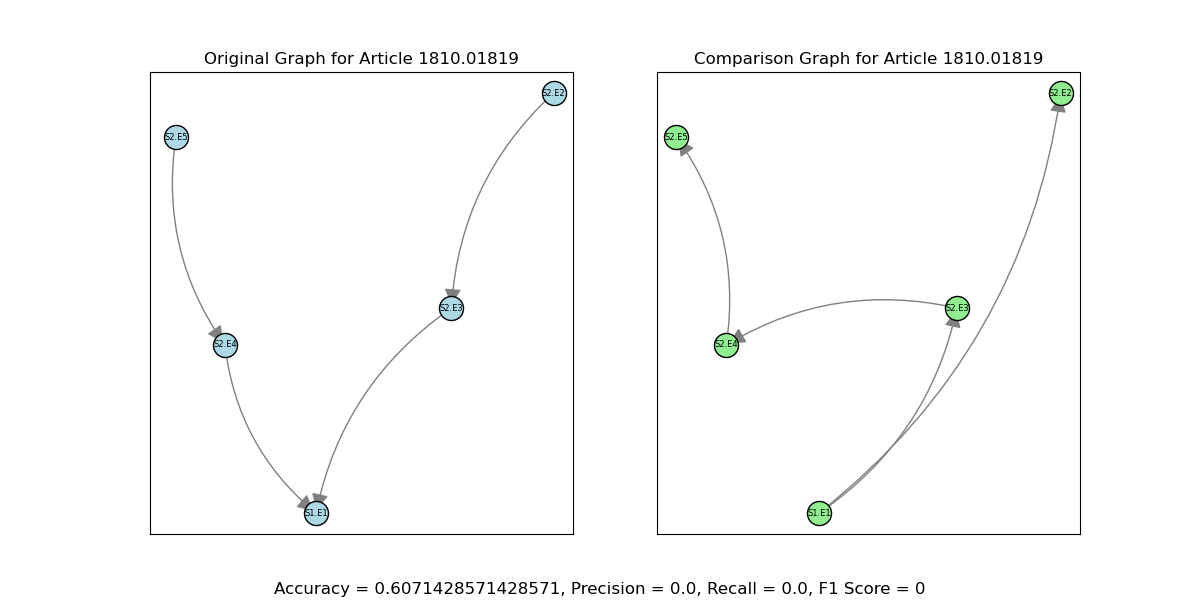 Original Graph for Article 1810.01819
S2.E2
S2.E5
S2.E3
S2.E4
S1.E1
Comparison Graph for Article 1810.01819
S2.E2
S2.E5
S2.E3
S2.E4
S1.E1
Accuracy = 0.6071428571428571, Precision = 0.0, Recall = 0.0, F1 Score = 0